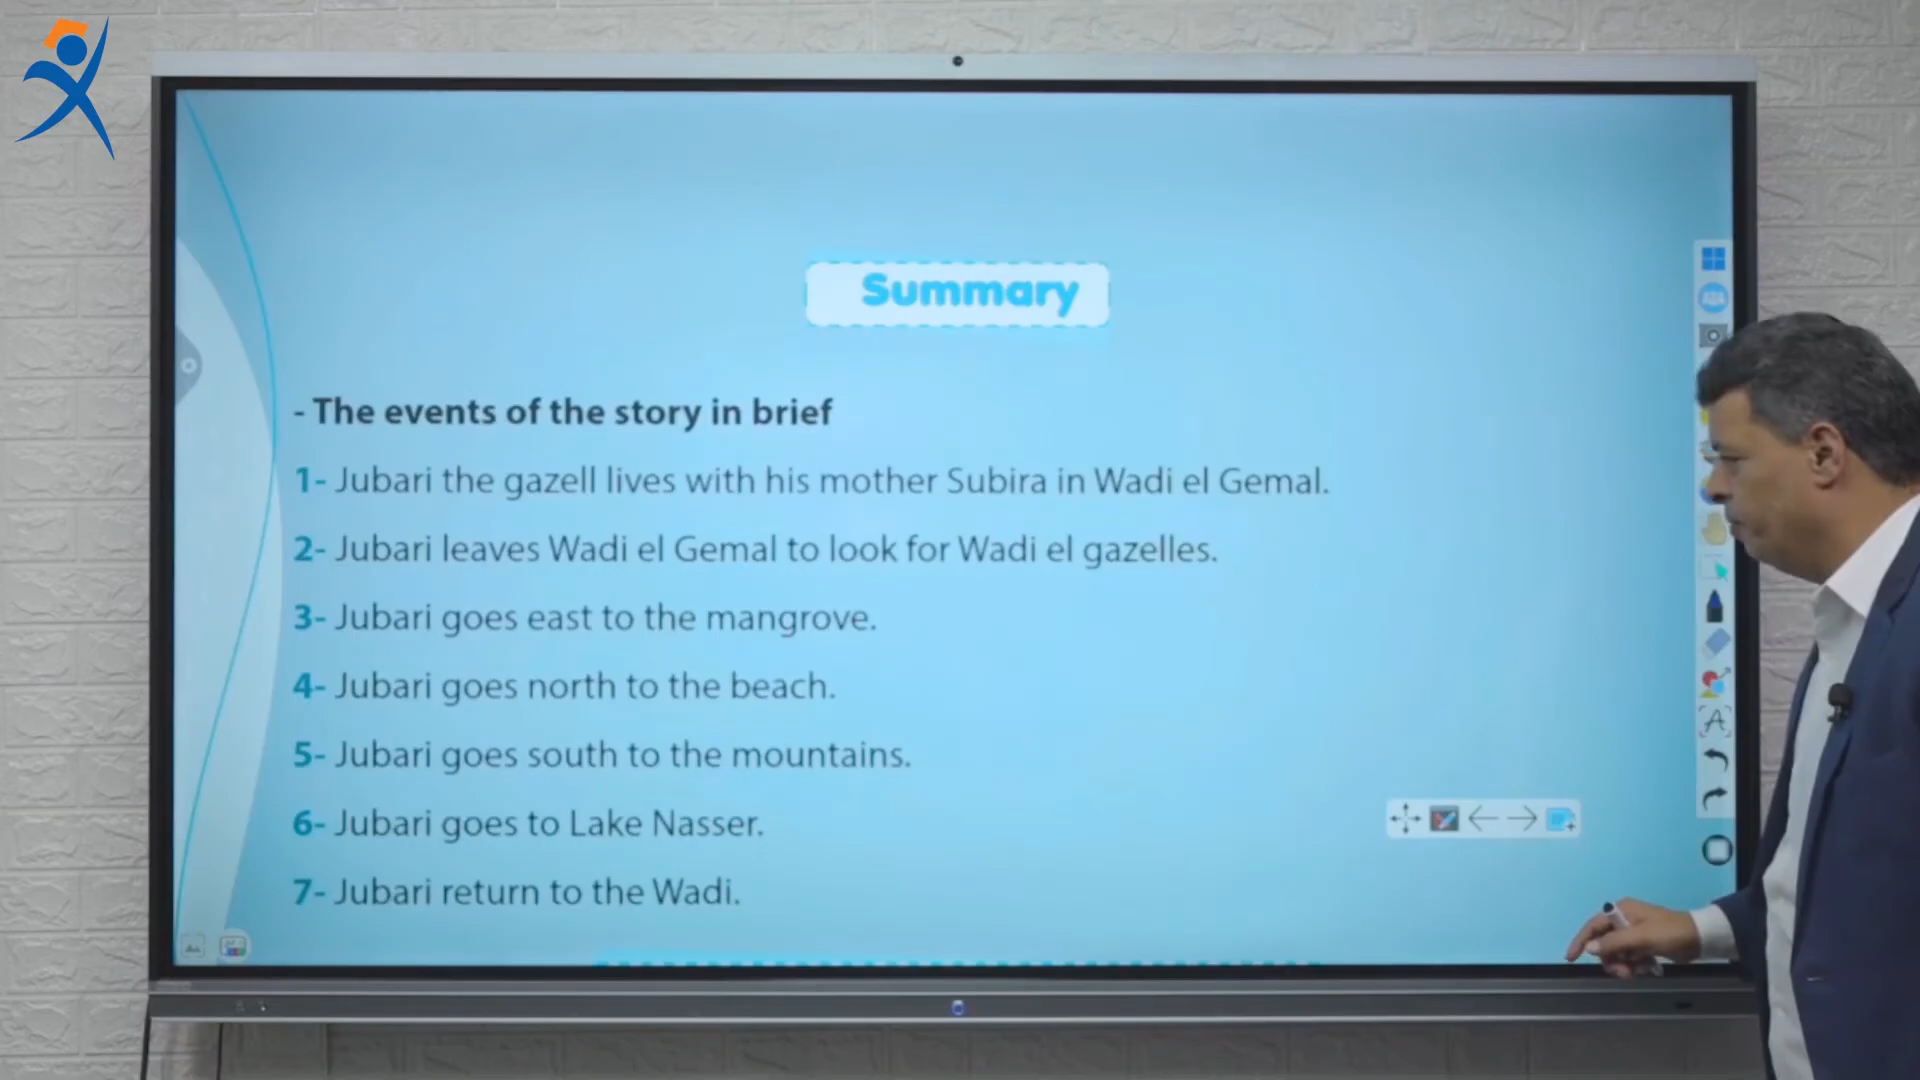 Summary
- The events of the story in brief
1- Jubari the gazell lives with his mother Subira in Wadi el Gemal.
2- Jubari leaves Wadi el Gemal to look for Wadi el gazelles.
3- Jubari goes east to the mangrove.
4- Jubari goes north to the beach.
5- Jubari goes south to the mountains.
6- Jubari goes to Lake Nasser.
7- Jubari return to the Wadi.
A